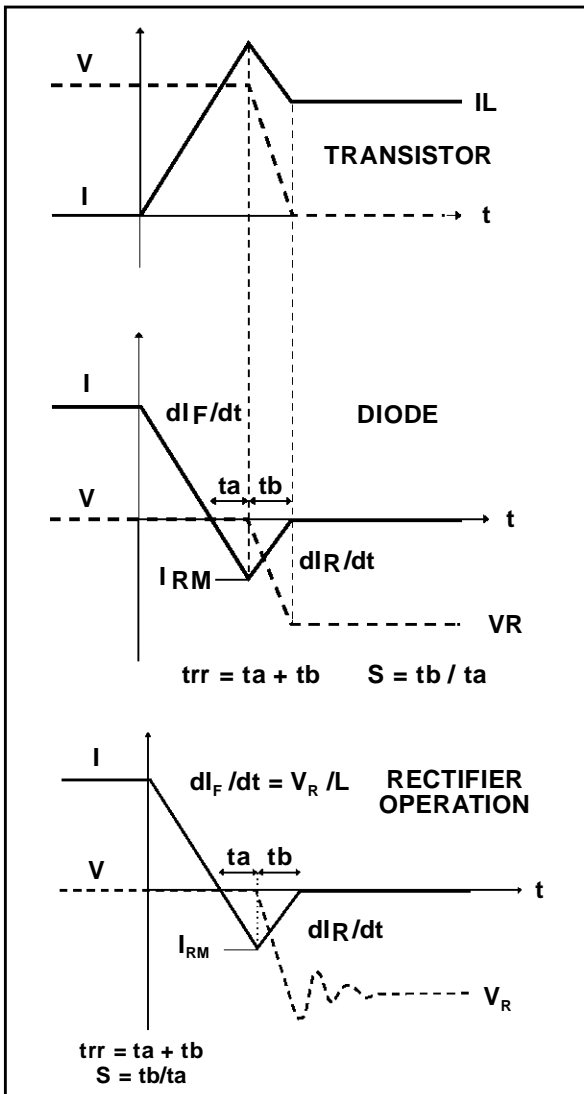 V
IL
TRANSISTOR
I
t
I
dIF/dt
DIODE
ta tb
V
t
IRM
dIR/dt
VR
trr = ta + tb S = tb / ta
I
dIF/dt = VR/L
RECTIFIER
OPERATION
ta tb
V
t
IRM
dIR/dt
VR
trr = ta + tb
S = tb/ta